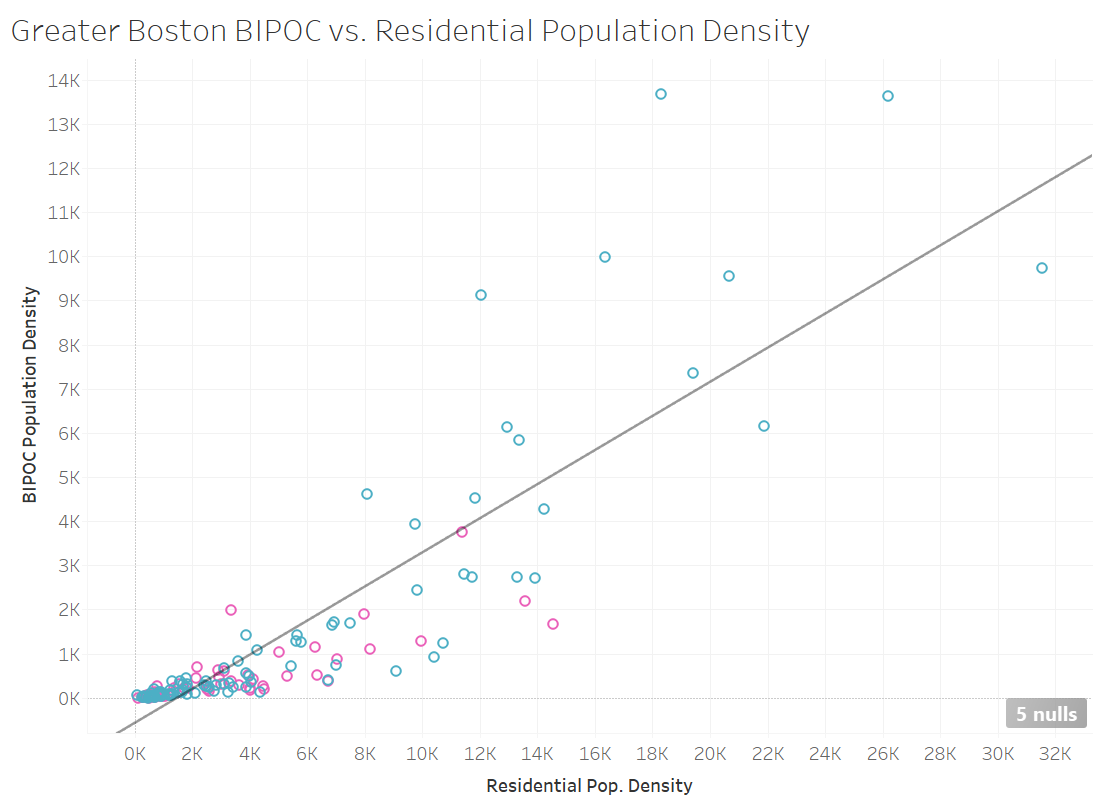 Greater Boston BIPOC vs. Residential Population Density
14K
13K
12K
11K
10K
9K
8K
7K
6K
5K
4K
3K
2K
1K
0K
BIPOC Population Density
5 nulls
0K 2K 4K 6K 8K 10K 12K 14K 16K 18K 20K 22K 24K 26K 28K 30K 32K
Residential Pop. Density